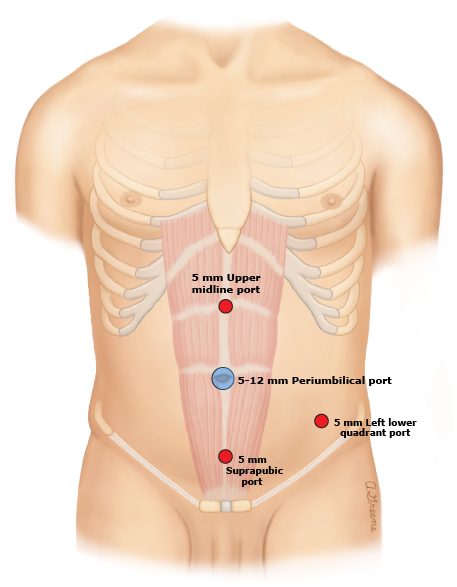 5 mm Upper
midline port
5-12 mm Periumbilical port
5 mm Left lower
quadrant port
5 mm
Suprapubic
port
A.Greene